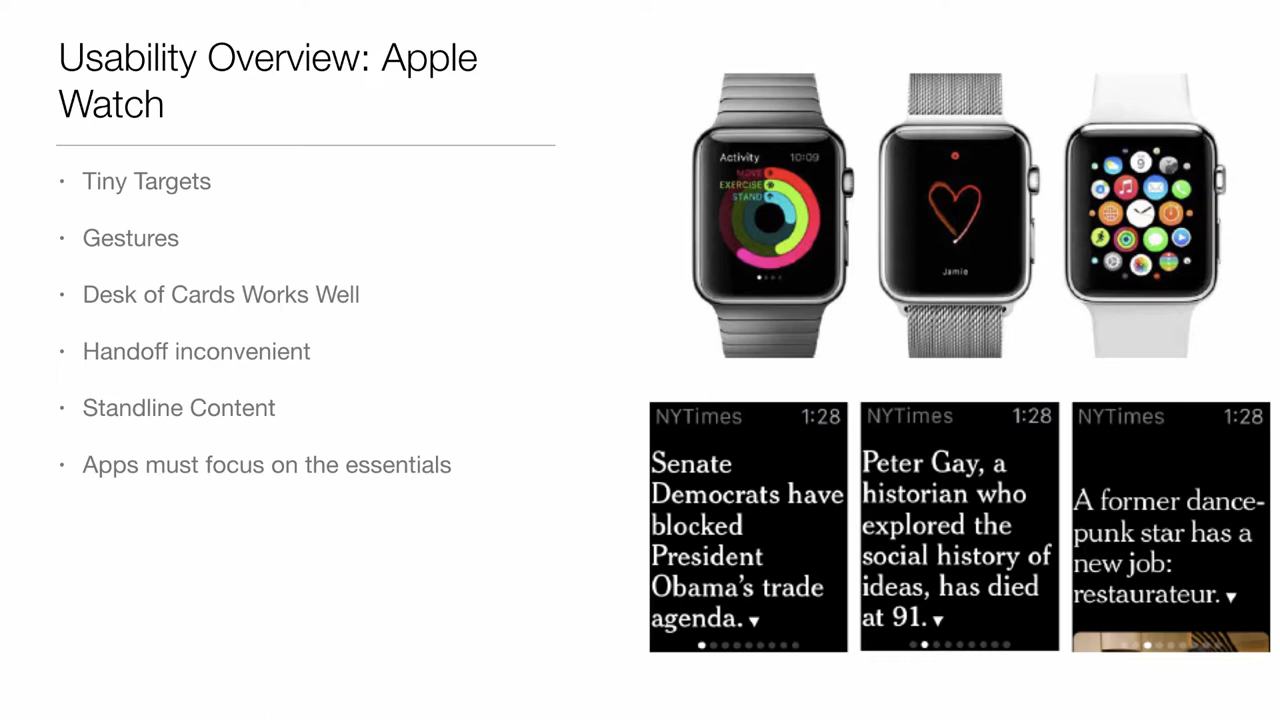 Usability Overview: Apple
Watch
• Tiny Targets
• Gestures
• Desk of Cards Works Well
• Handoff inconvenient
• Standline Content
• Apps must focus on the essentials
Activity 10:09
MOVE
EXERCISE
STAND
Jamie
9
NYTimes 1:28
Senate
Democrats have
blocked
President
Obama's trade
agenda. ▼
NYTimes 1:28
Peter Gay, a
historian who
explored the
social history of
ideas, has died
at 91. ▼
NYTimes 1:28
A former dance-
punk star has a
new job:
restaurateur. ▼